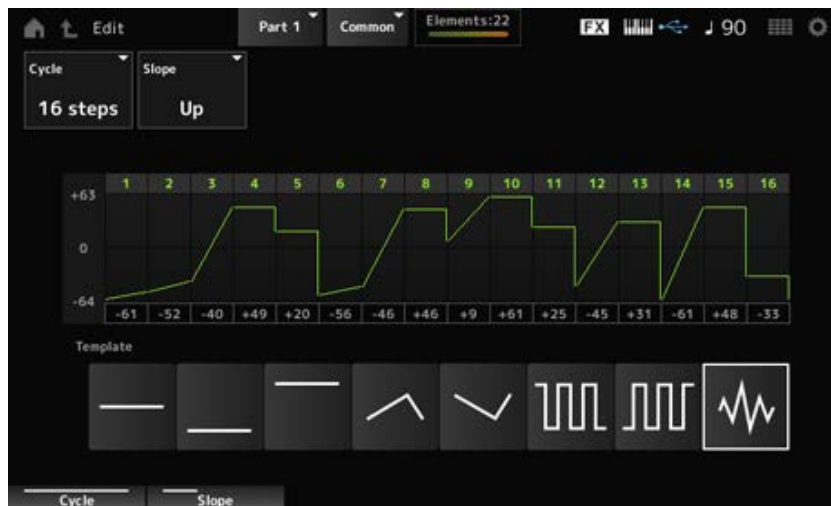 Edit Part 1 Common Elements:22 FX ♩ 90
Cycle Slope
16 steps Up
1 2 3 4 5 6 7 8 9 10 11 12 13 14 15 16
+63
0
-64
-61 -52 -40 +49 +20 -56 -46 +46 +9 +61 +25 -45 +31 -61 +48 -33
Template
Cycle Slope